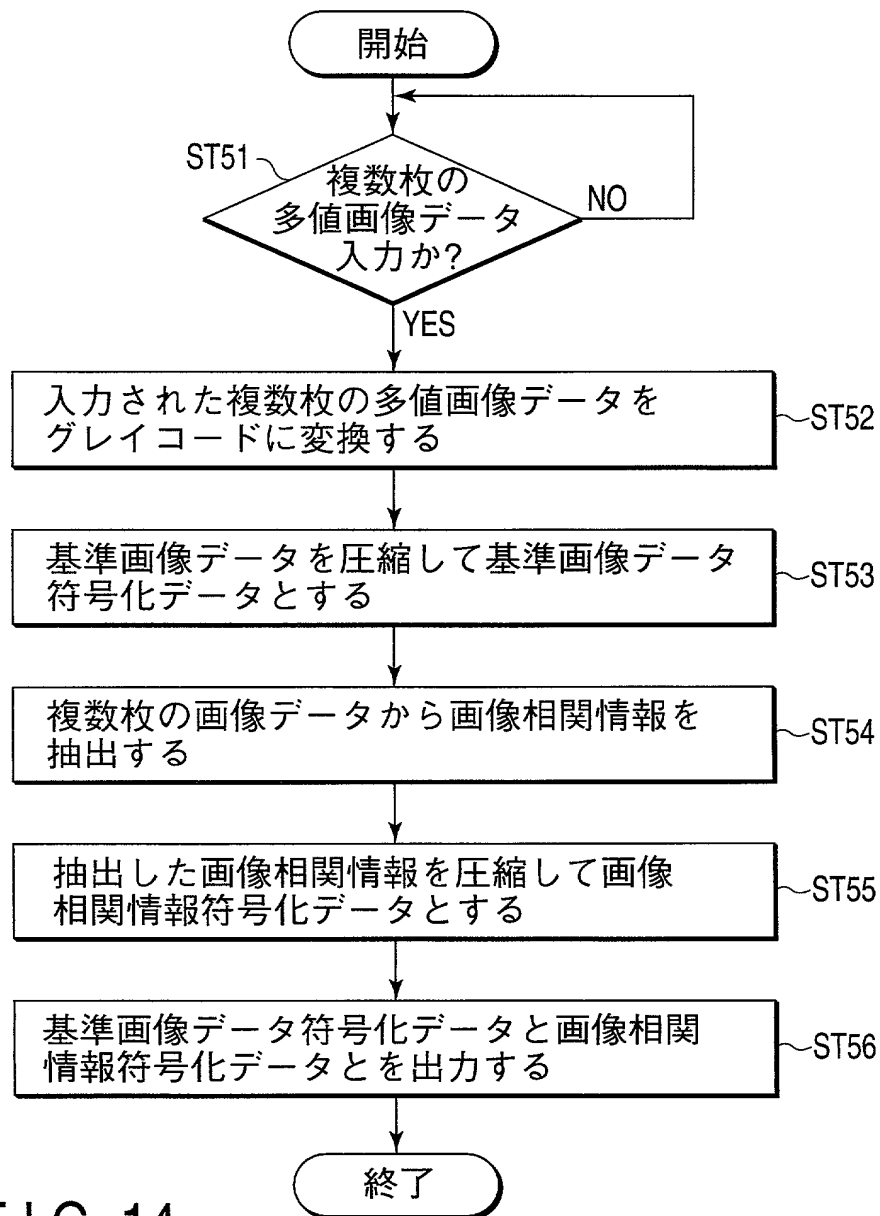 開始
ST51
複数枚の
多値画像データ
入力か?
NO
YES
入力された複数枚の多値画像データを
グレイコードに変換する
ST52
基準画像データを圧縮して基準画像データ
符号化データとする
ST53
複数枚の画像データから画像相関情報を
抽出する
ST54
抽出した画像相関情報を圧縮して画像
相関情報符号化データとする
ST55
基準画像データ符号化データと画像相関
情報符号化データとを出力する
ST56
終了
FIG. 14